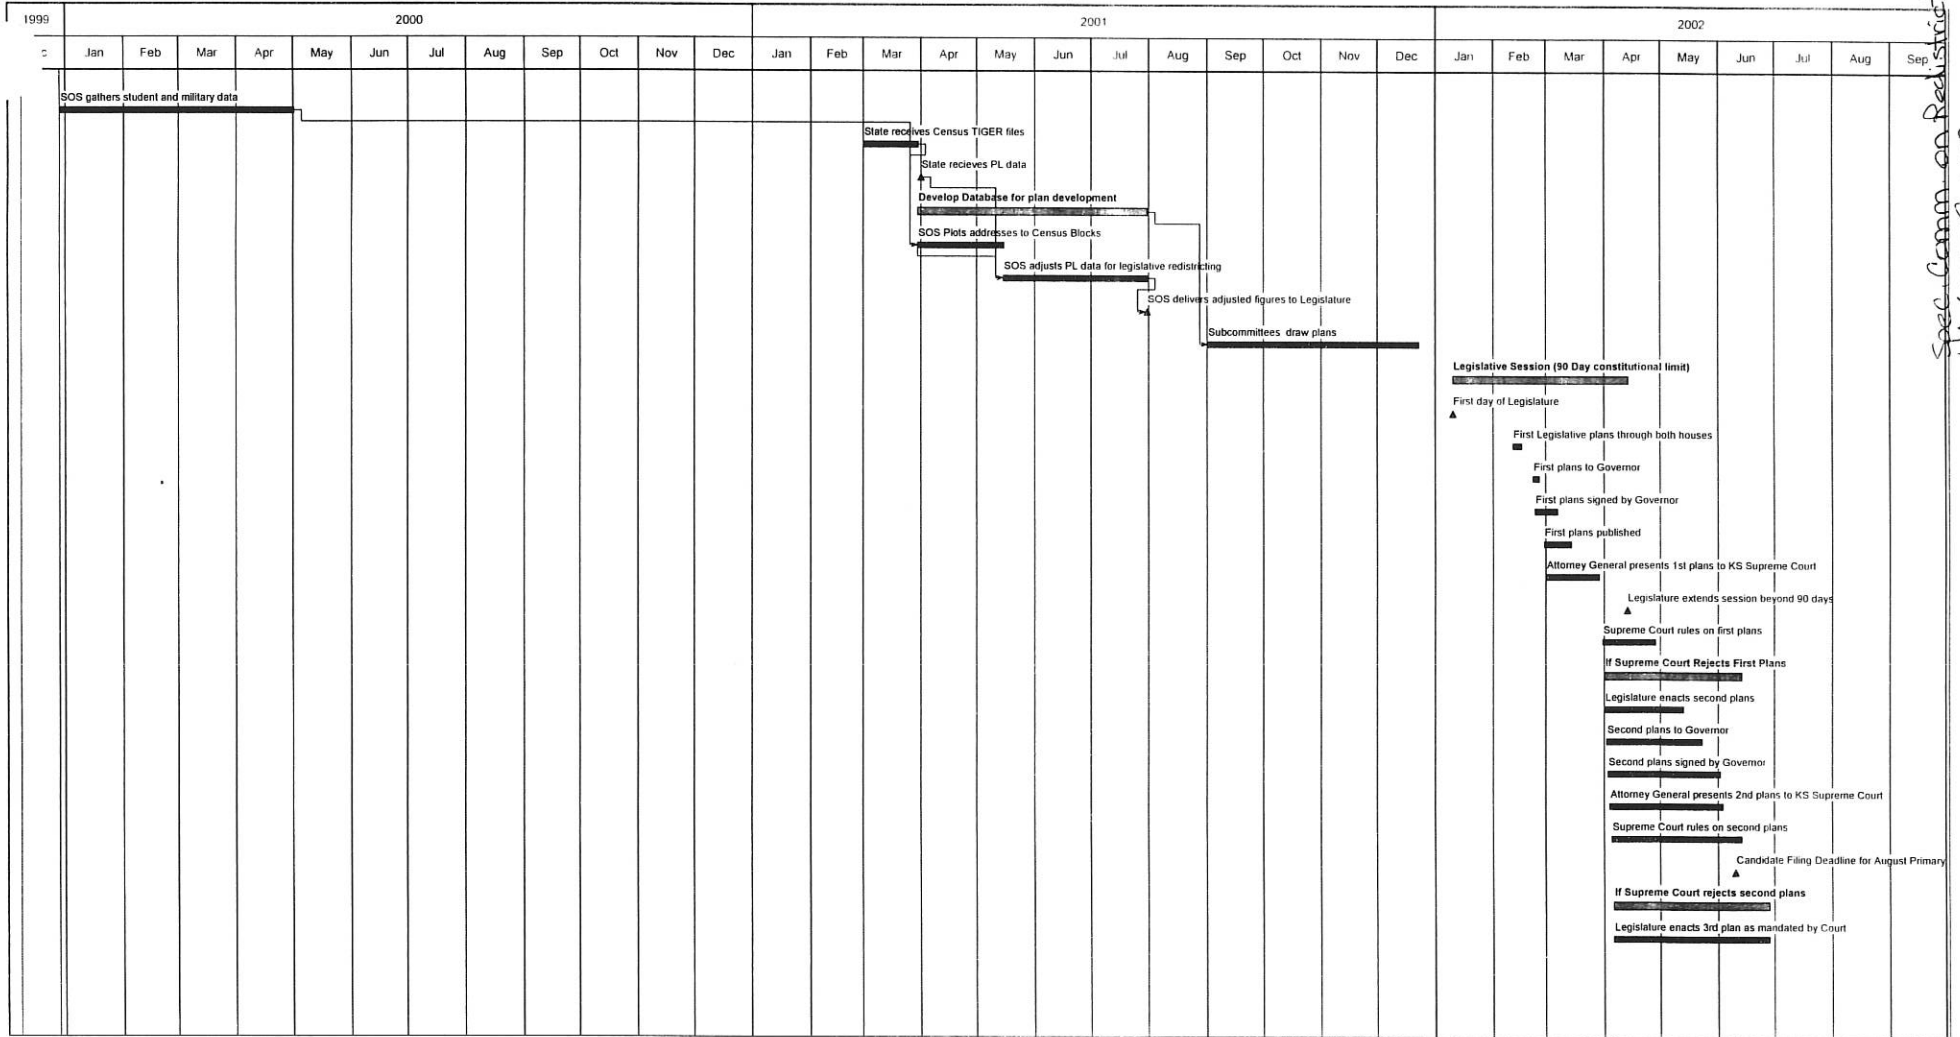 1999 2000 2001 2002
c Jan Feb Mar Apr May Jun Jul Aug Sep Oct Nov Dec Jan Feb Mar Apr May Jun Jul Aug Sep Oct Nov Dec Jan Feb Mar Apr May Jun Jul Aug Sep
SOS gathers student and military data
State receives Census TIGER files
State recieves PL data
Develop Database for plan development
SOS Plots addresses to Census Blocks
SOS adjusts PL data for legislative redistricting
SOS delivers adjusted figures to Legislature
Subcommittees draw plans
Legislative Session (90 Day constitutional limit)
First day of Legislature
First Legislative plans through both houses
First plans to Governor
First plans signed by Governor
First plans published
Attorney General presents 1st plans to KS Supreme Court
Legislature extends session beyond 90 days
Supreme Court rules on first plans
If Supreme Court Rejects First Plans
Legislature enacts second plans
Second plans to Governor
Second plans signed by Governor
Attorney General presents 2nd plans to KS Supreme Court
Supreme Court rules on second plans
Candidate Filing Deadline for August Primary
If Supreme Court rejects second plans
Legislature enacts 3rd plan as mandated by Court
Spec. Comm. on Redistric